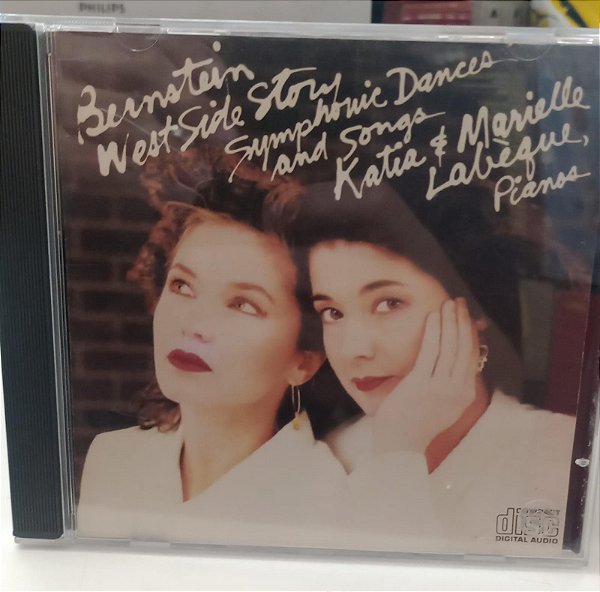 PHILIPS
Bernstein
West Side Story
Symphonic Dances
and Songs
Katia & Marielle
Labèque,
Pianos
COMPACT
disc
DIGITAL AUDIO